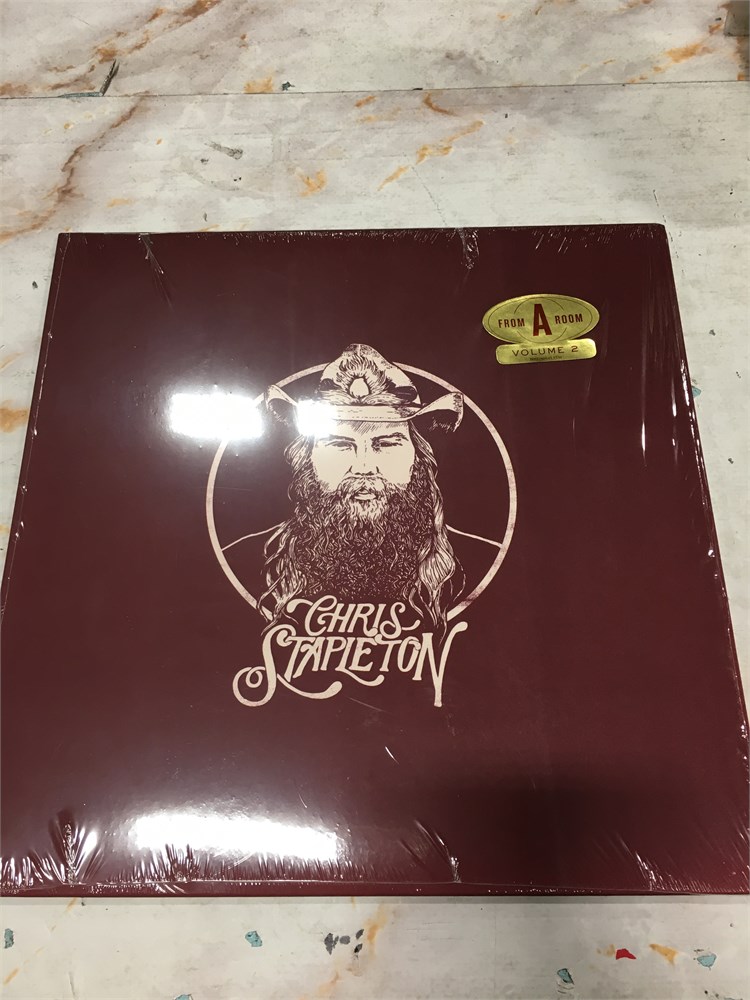 FROM A ROOM
VOLUME 2
CHRIS
STAPLETON